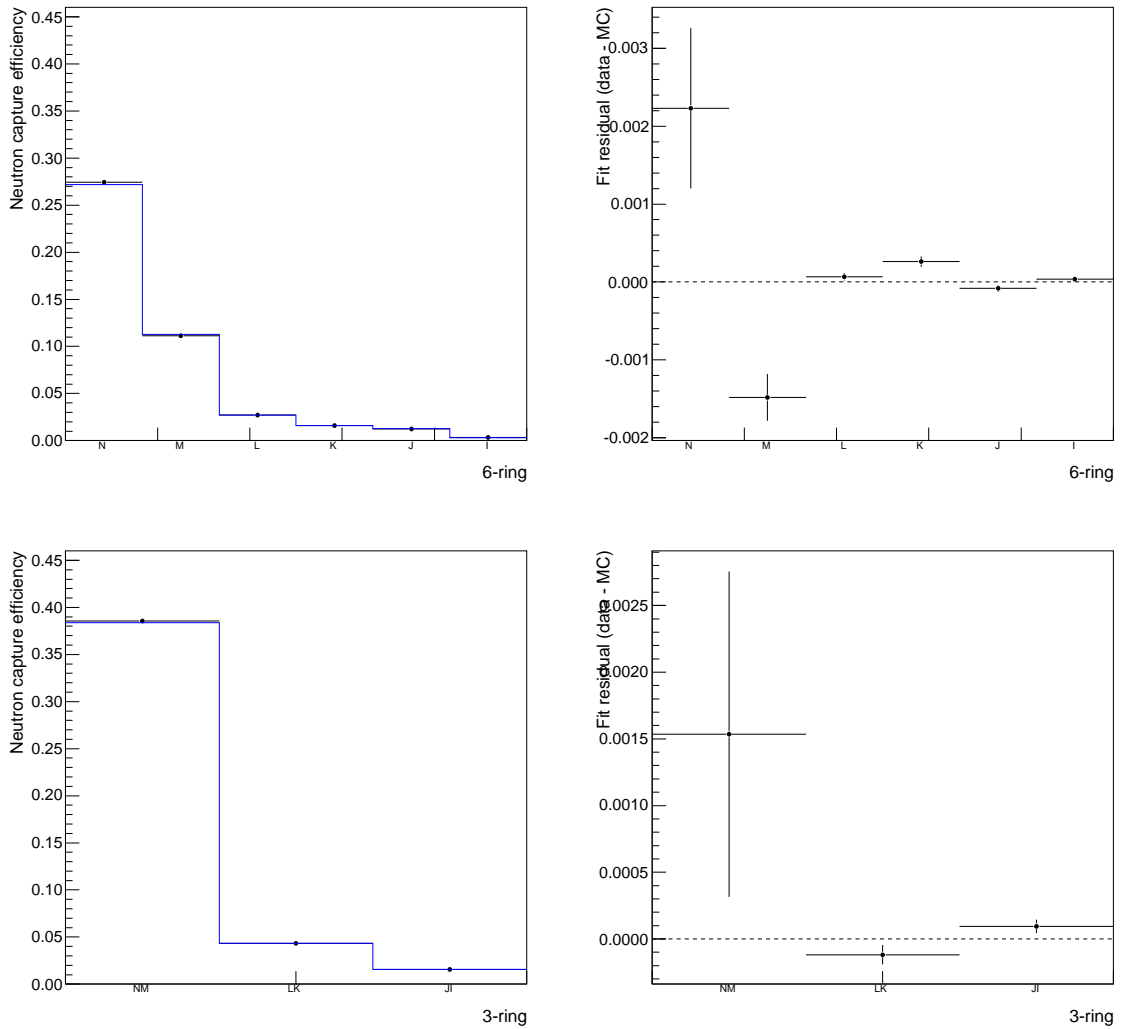 Neutron capture efficiency
0.45
0.40
0.35
0.30
0.25
0.20
0.15
0.10
0.05
0.00
N M L K J I
6-ring
Fit residual (data - MC)
0.003
0.002
0.001
0.000
-0.001
-0.002
N M L K J I
6-ring
Neutron capture efficiency
0.45
0.40
0.35
0.30
0.25
0.20
0.15
0.10
0.05
0.00
NM LK JI
3-ring
Fit residual (data - MC)
0.0025
0.0020
0.0015
0.0010
0.0005
0.0000
NM LK JI
3-ring